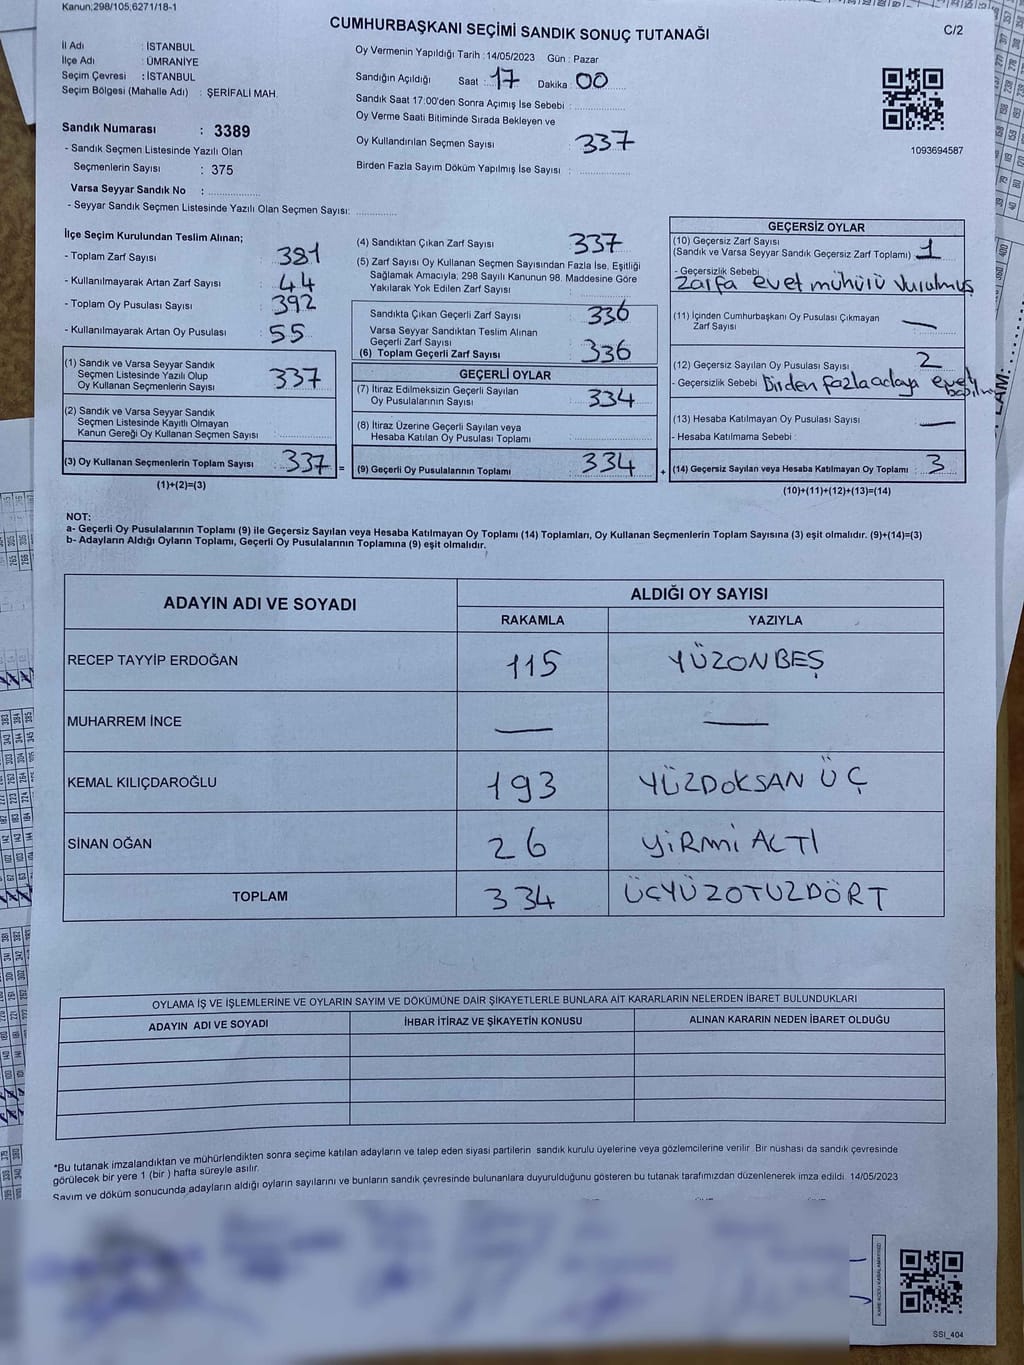 Kanun:298/105;6271/18-1
CUMHURBAŞKANI SEÇİMİ SANDIK SONUÇ TUTANAĞI
C/2
İl Adı : İSTANBUL
İlçe Adı : ÜMRANİYE
Seçim Çevresi : İSTANBUL
Seçim Bölgesi (Mahalle Adı) : ŞERİFALİ MAH.
Sandık Numarası : 3389
- Sandık Seçmen Listesinde Yazılı Olan
Seçmenlerin Sayısı : 375
Varsa Seyyar Sandık No :
- Seyyar Sandık Seçmen Listesinde Yazılı Olan Seçmen Sayısı:
Oy Vermenin Yapıldığı Tarih : 14/05/2023 Gün : Pazar
Sandığın Açıldığı Saat : 17 Dakika : 00
Sandık Saat 17:00'den Sonra Açımış İse Sebebi :
Oy Verme Saati Bitiminde Sırada Bekleyen ve
Oy Kullandırılan Seçmen Sayısı : 337
Birden Fazla Sayım Döküm Yapılmış İse Sayısı :
1093694587
İlçe Seçim Kurulundan Teslim Alınan;
- Toplam Zarf Sayısı : 381
- Kullanılmayarak Artan Zarf Sayısı : 44
- Toplam Oy Pusulası Sayısı : 392
- Kullanılmayarak Artan Oy Pusulası : 55
(1) Sandık ve Varsa Seyyar Sandık
Seçmen Listesinde Yazılı Olup
Oy Kullanan Seçmenlerin Sayısı : 337
(2) Sandık ve Varsa Seyyar Sandık
Seçmen Listesinde Kayıtlı Olmayan
Kanun Gereği Oy Kullanan Seçmen Sayısı :
(3) Oy Kullanan Seçmenlerin Toplam Sayısı : 337 =
(1)+(2)=(3)
(4) Sandıktan Çıkan Zarf Sayısı : 337
(5) Zarf Sayısı Oy Kullanan Seçmen Sayısından Fazla İse, Eşitliği
Sağlamak Amacıyla; 298 Sayılı Kanunun 98. Maddesine Göre
Yakılarak Yok Edilen Zarf Sayısı :
Sandıkta Çıkan Geçerli Zarf Sayısı : 336
Varsa Seyyar Sandıktan Teslim Alınan
Geçerli Zarf Sayısı :
(6) Toplam Geçerli Zarf Sayısı : 336
GEÇERLİ OYLAR
(7) İtiraz Edilmeksizin Geçerli Sayılan
Oy Pusulalarının Sayısı : 334
(8) İtiraz Üzerine Geçerli Sayılan veya
Hesaba Katılan Oy Pusulası Toplamı :
(9) Geçerli Oy Pusulalarının Toplamı : 334 +
GEÇERSİZ OYLAR
(10) Geçersiz Zarf Sayısı
(Sandık ve Varsa Seyyar Sandık Geçersiz Zarf Toplamı) : 1
- Geçersizlik Sebebi
Zarfa evet mühürü vurulmuş
(11) İçinden Cumhurbaşkanı Oy Pusulası Çıkmayan
Zarf Sayısı : —
(12) Geçersiz Sayılan Oy Pusulası Sayısı : 2
- Geçersizlik Sebebi Birden fazla adaya evet
(13) Hesaba Katılmayan Oy Pusulası Sayısı : —
- Hesaba Katılmama Sebebi :
(14) Geçersiz Sayılan veya Hesaba Katılmayan Oy Toplamı : 3
(10)+(11)+(12)+(13)=(14)
NOT:
a- Geçerli Oy Pusulalarının Toplamı (9) ile Geçersiz Sayılan veya Hesaba Katılmayan Oy Toplamı (14) Toplamları, Oy Kullanan Seçmenlerin Toplam Sayısına (3) eşit olmalıdır. (9)+(14)=(3)
b- Adayların Aldığı Oyların Toplamı, Geçerli Oy Pusulalarının Toplamına (9) eşit olmalıdır.
ADAYIN ADI VE SOYADI
ALDIĞI OY SAYISI
RAKAMLA YAZIYLA
RECEP TAYYİP ERDOĞAN 115 YÜZONBEŞ
MUHARREM İNCE — —
KEMAL KILIÇDAROĞLU 193 YÜZDOKSAN ÜÇ
SİNAN OĞAN 26 YİRMİ ALTI
TOPLAM 334 ÜÇYÜZOTUZDÖRT
OYLAMA İŞ VE İŞLEMLERİNE VE OYLARIN SAYIM VE DÖKÜMÜNE DAİR ŞİKAYETLERLE BUNLARA AİT KARARLARIN NELERDEN İBARET BULUNDUKLARI
ADAYIN ADI VE SOYADI İHBAR İTİRAZ VE ŞİKAYETİN KONUSU ALINAN KARARIN NEDEN İBARET OLDUĞU
*Bu tutanak imzalandıktan ve mühürlendikten sonra seçime katılan adayların ve talep eden siyasi partilerin sandık kurulu üyelerine veya gözlemcilerine verilir. Bir nüshası da sandık çevresinde
görülecek bir yere 1 (bir ) hafta süreyle asılır.
Sayım ve döküm sonucunda adayların aldığı oyların sayılarını ve bunların sandık çevresinde bulunanlara duyurulduğunu gösteren bu tutanak tarafımızdan düzenlenerek imza edildi. 14/05/2023
SSI_404